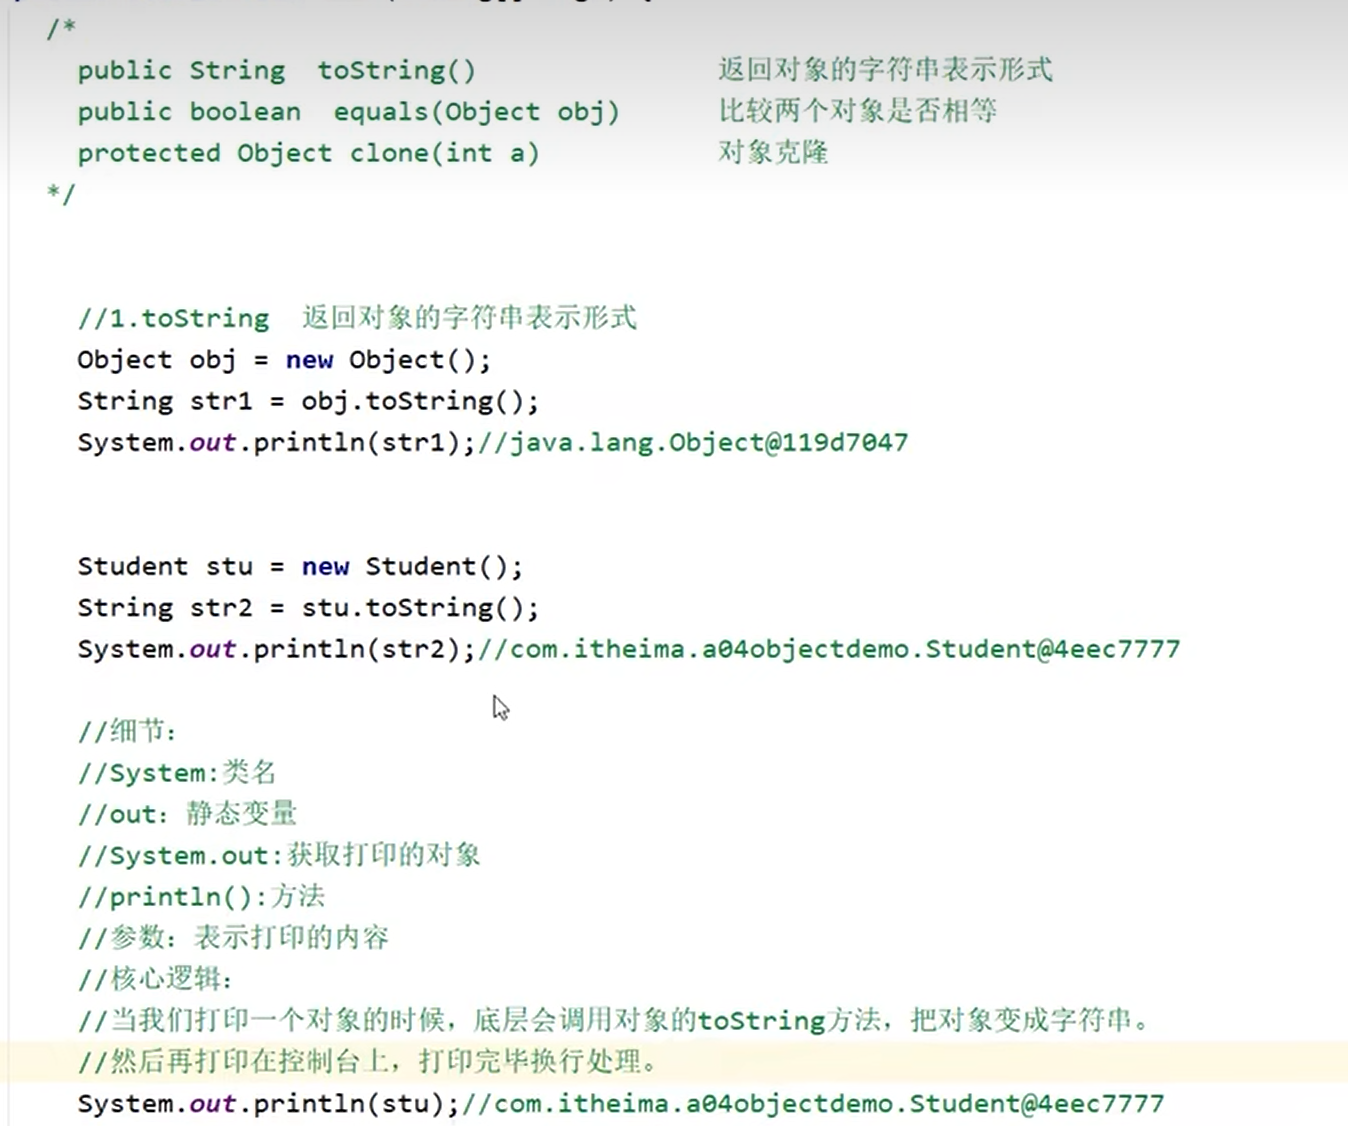 /*
public String toString() 返回对象的字符串表示形式
public boolean equals(Object obj) 比较两个对象是否相等
protected Object clone(int a) 对象克隆
*/
//1.toString 返回对象的字符串表示形式
Object obj = new Object();
String str1 = obj.toString();
System.out.println(str1);//java.lang.Object@119d7047
Student stu = new Student();
String str2 = stu.toString();
System.out.println(str2);//com.itheima.a04objectdemo.Student@4eec7777
//细节：
//System:类名
//out：静态变量
//System.out:获取打印的对象
//println():方法
//参数：表示打印的内容
//核心逻辑：
//当我们打印一个对象的时候，底层会调用对象的toString方法，把对象变成字符串。
//然后再打印在控制台上，打印完毕换行处理。
System.out.println(stu);//com.itheima.a04objectdemo.Student@4eec7777